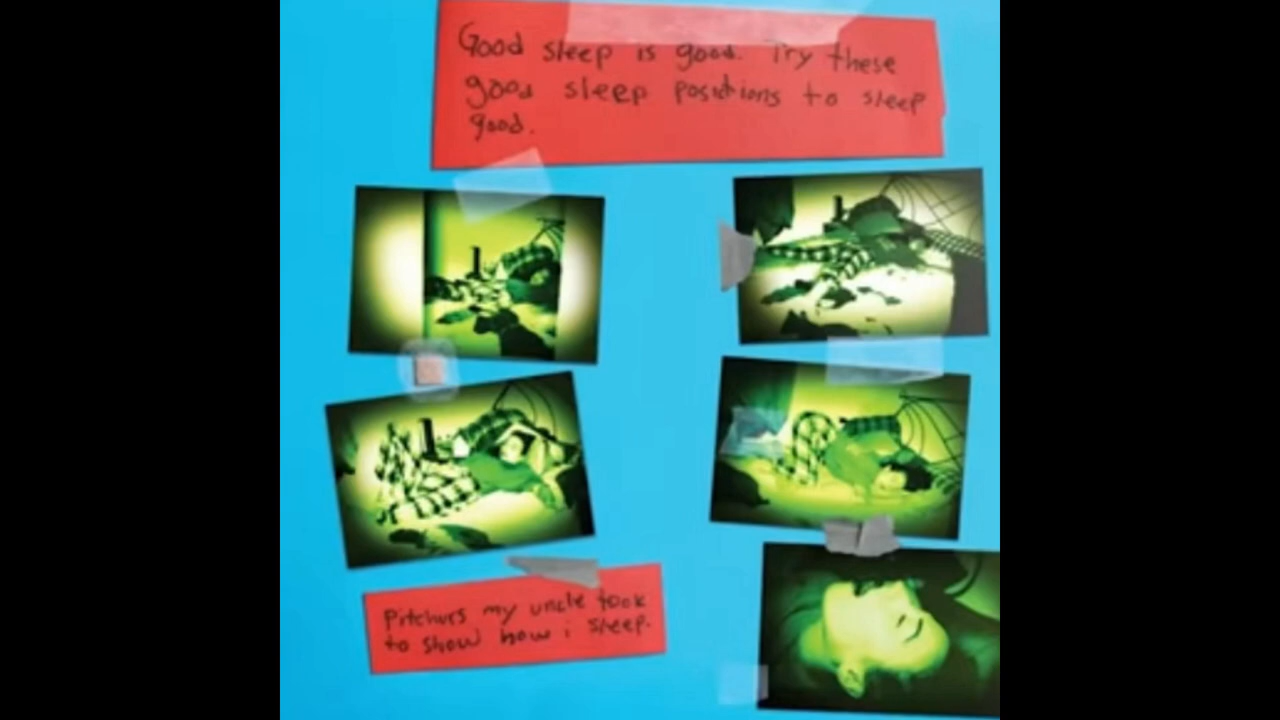 Good sleep is good. Try these
good sleep positions to sleep
good.
Pitchurs my uncle took
to show how i sleep.